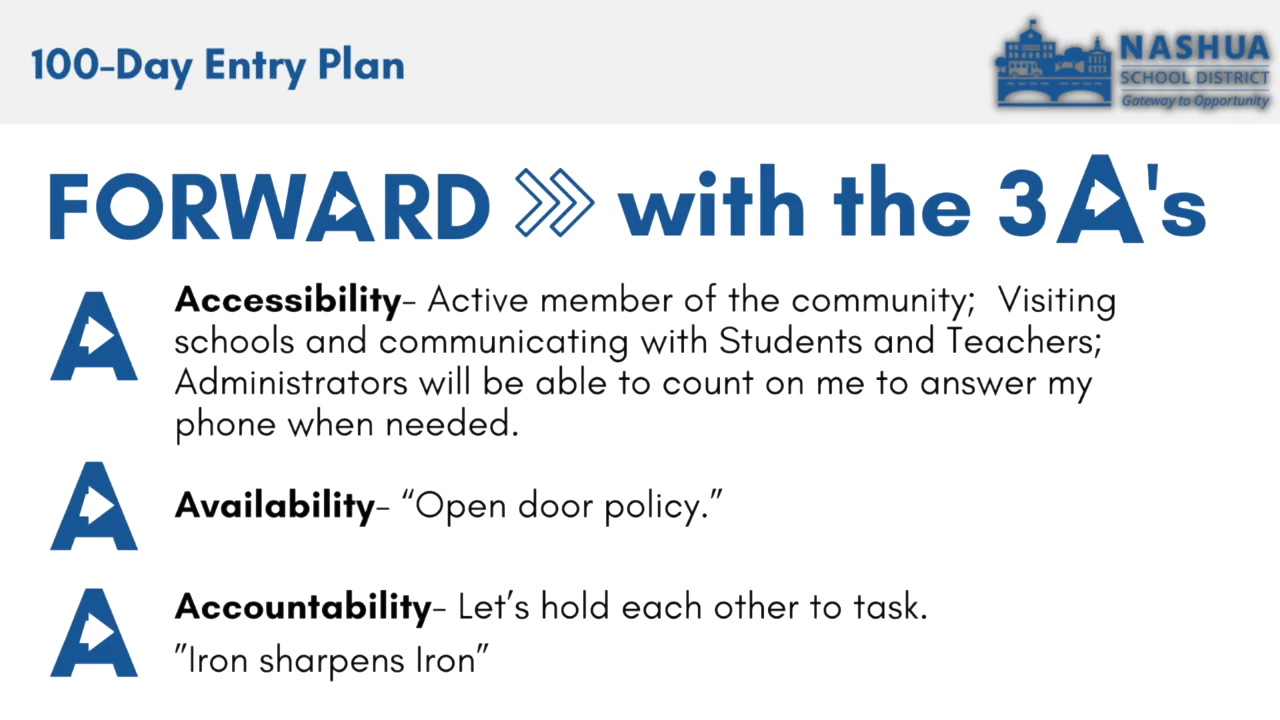 100-Day Entry Plan
NASHUA
SCHOOL DISTRICT
Gateway to Opportunity
FORWARD with the 3A's
Accessibility- Active member of the community;  Visiting
schools and communicating with Students and Teachers;
Administrators will be able to count on me to answer my
phone when needed.
Availability- “Open door policy.”
Accountability- Let’s hold each other to task.
”Iron sharpens Iron”